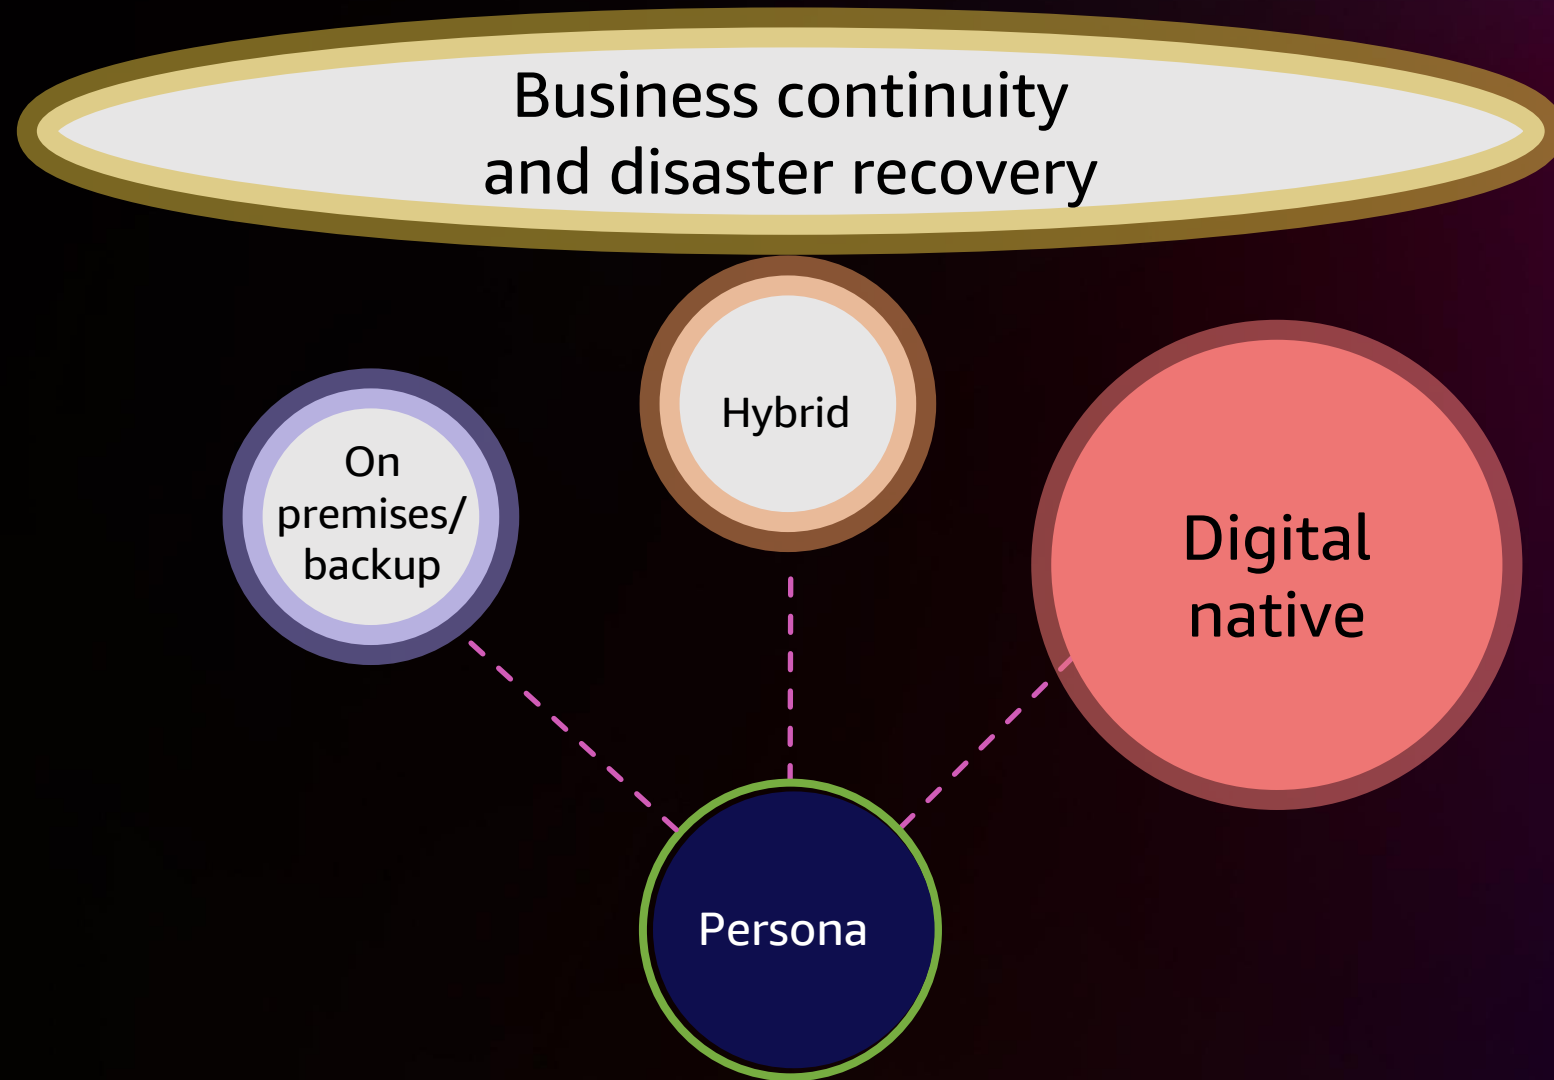 Business continuity
and disaster recovery
Hybrid
On
premises/
backup
Digital
native
Persona